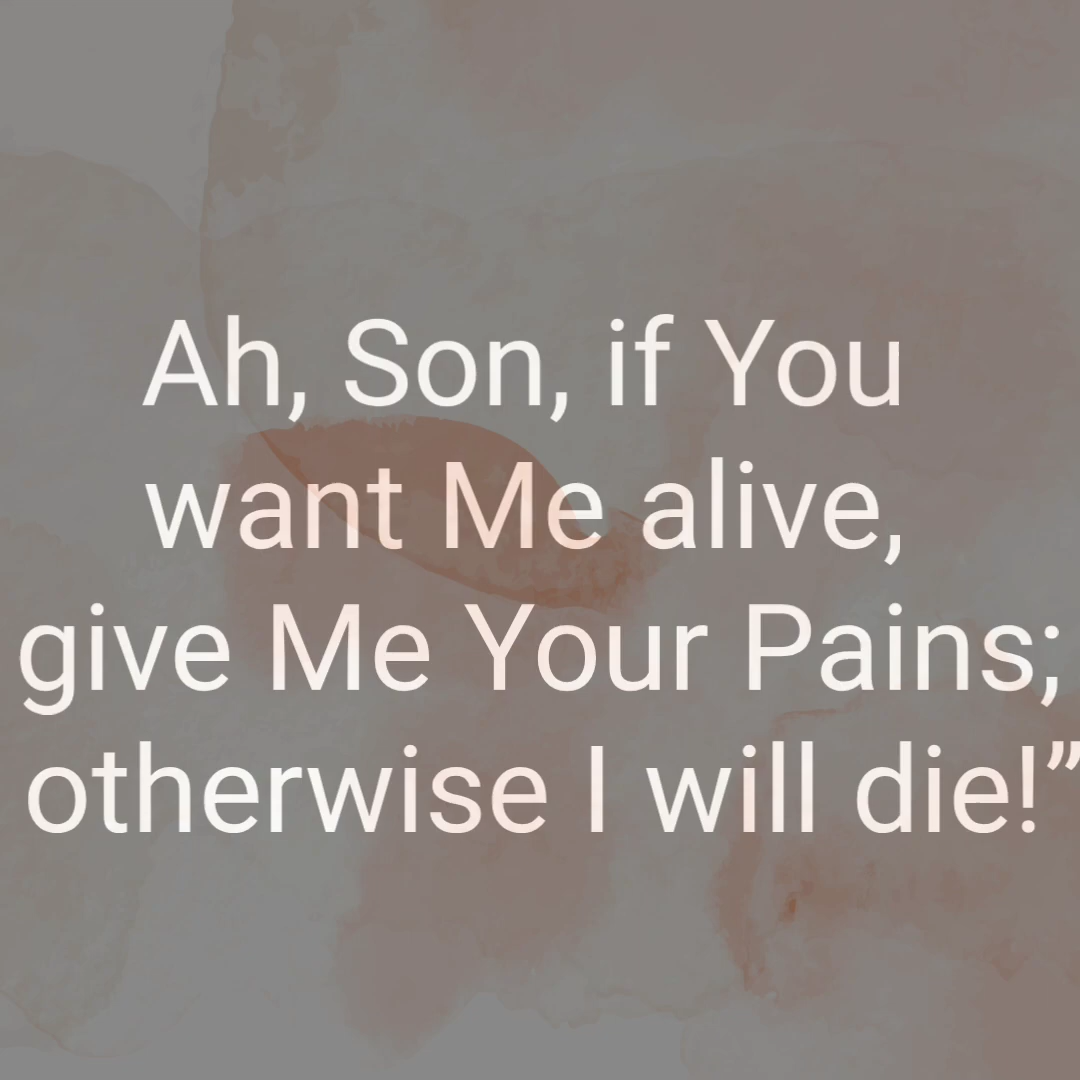 Ah, Son, if You
want Me alive,
give Me Your Pains;
otherwise I will die!”